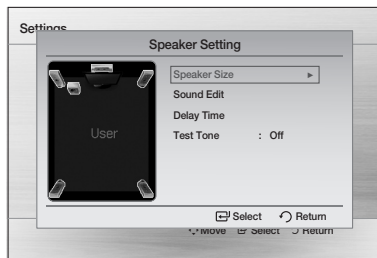 Settings
Speaker Setting
Speaker Size ►
Sound Edit
Delay Time
Test Tone : Off
User
Select Return
Move Select Return